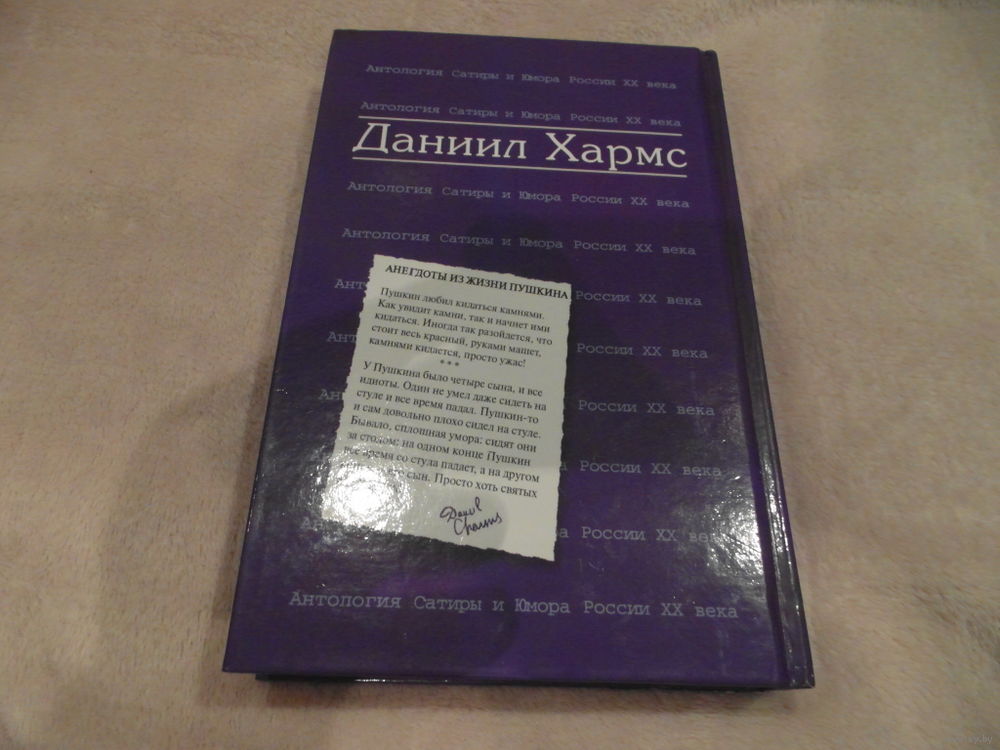 Антология Сатиры и Юмора России XX века
Антология Сатиры и Юмора России XX века
Даниил Хармс
Антология Сатиры и Юмора России XX века
Антология Сатиры и Юмора России XX века
России XX века
России XX века
России XX века
России XX века
России XX века
Антология Сатиры и Юмора России XX века
АНЕГДОТЫ ИЗ ЖИЗНИ ПУШКИНА
Пушкин любил кидаться камнями.
Как увидит камни, так и начнет ими
кидаться. Иногда так разойдется, что
стоит весь красный, руками машет,
камнями кидается, просто ужас!
***
У Пушкина было четыре сына, и все
идиоты. Один не умел даже сидеть на
стуле и все время падал. Пушкин-то
и сам довольно плохо сидел на стуле.
Бывало, сплошная умора: сидят они
за столом: на одном конце Пушкин
все время со стула падает, а на другом
сын. Просто хоть святых
Daniel
Charms